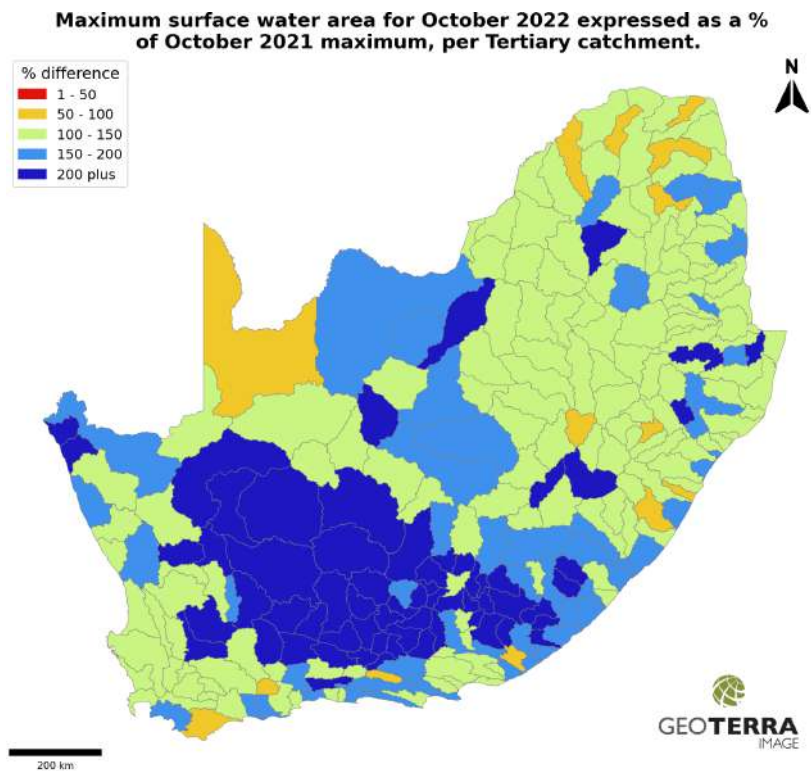 Maximum surface water area for October 2022 expressed as a %
of October 2021 maximum, per Tertiary catchment.
% difference
1 - 50
50 - 100
100 - 150
150 - 200
200 plus
N
GEOTERRA
IMAGE
200 km